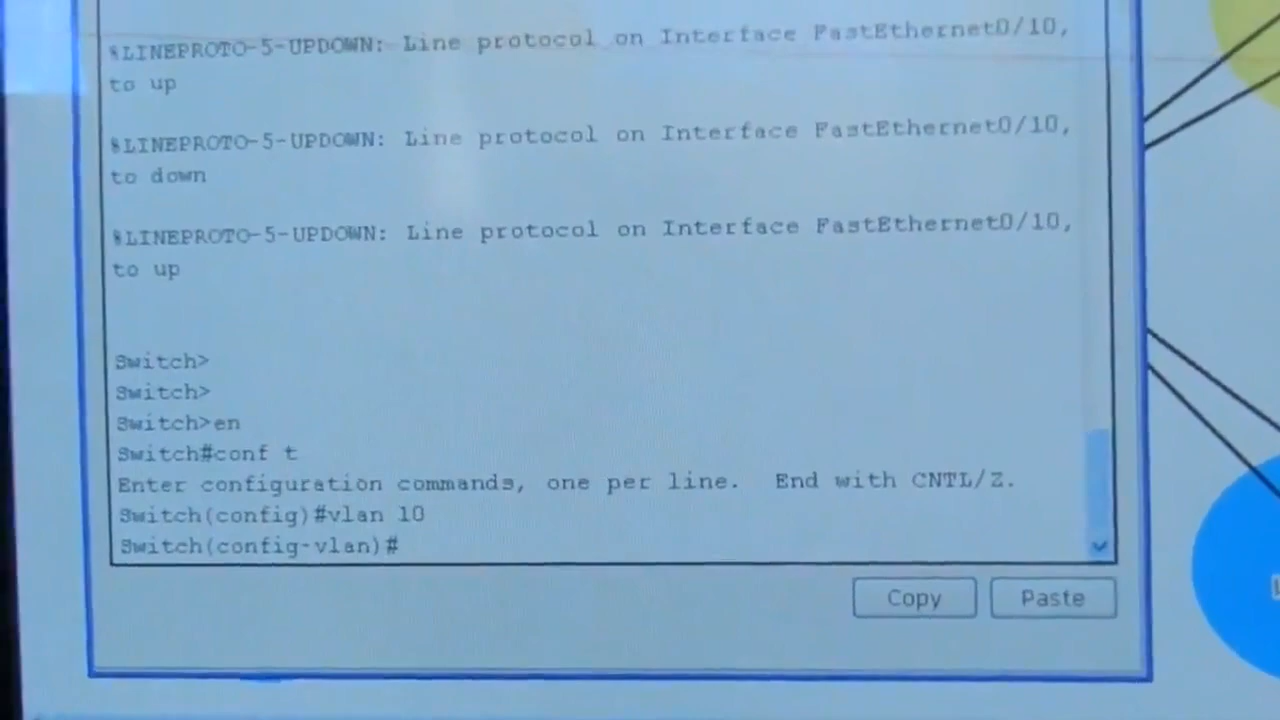 %LINEPROTO-5-UPDOWN: Line protocol on Interface FastEthernet0/10,
to up
%LINEPROTO-5-UPDOWN: Line protocol on Interface FastEthernet0/10,
to down
%LINEPROTO-5-UPDOWN: Line protocol on Interface FastEthernet0/10,
to up
Switch>
Switch>
Switch>en
Switch#conf t
Enter configuration commands, one per line.  End with CNTL/Z.
Switch(config)#vlan 10
Switch(config-vlan)#
Copy Paste